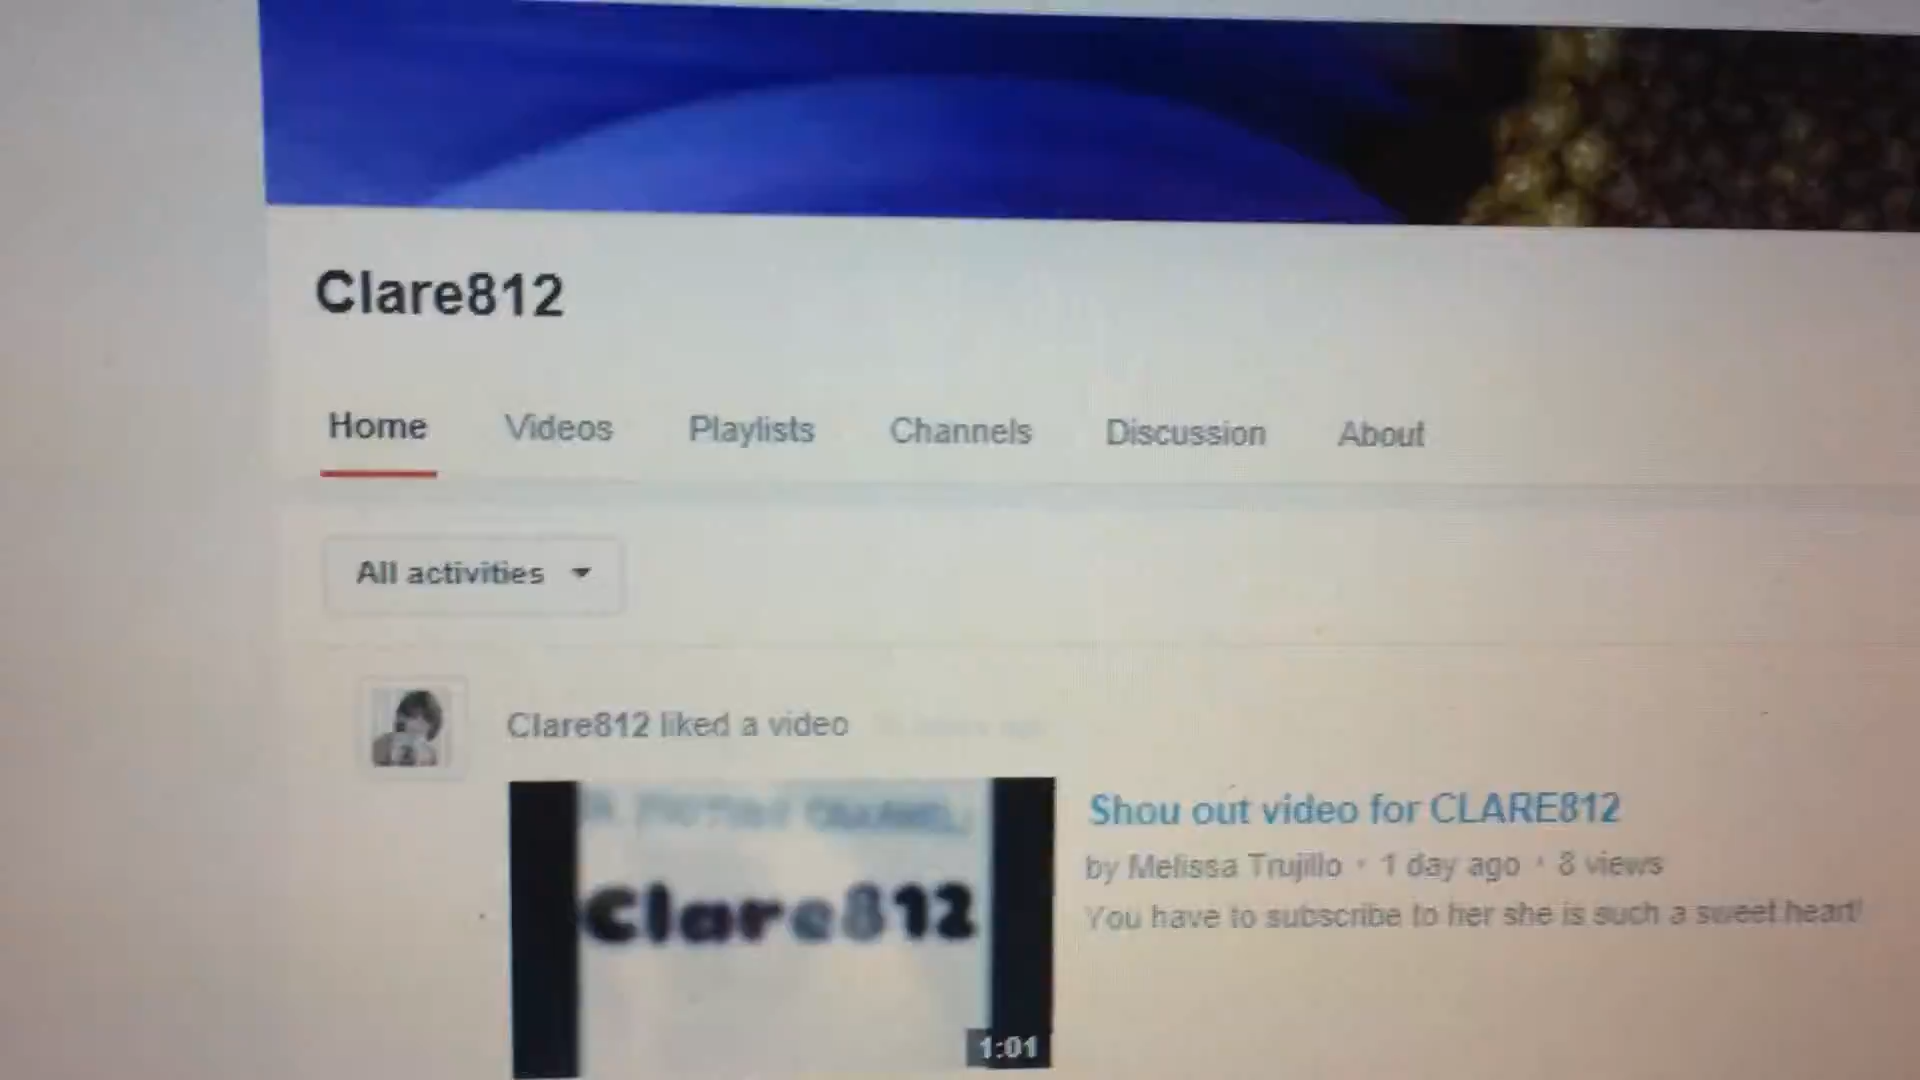 Clare812
Home Videos Playlists Channels Discussion About
All activities
Clare812 liked a video
Clare812
1:01
Shou out video for CLARE812
by Melissa Trujillo • 1 day ago • 8 views
You have to subscribe to her she is such a sweet heart!